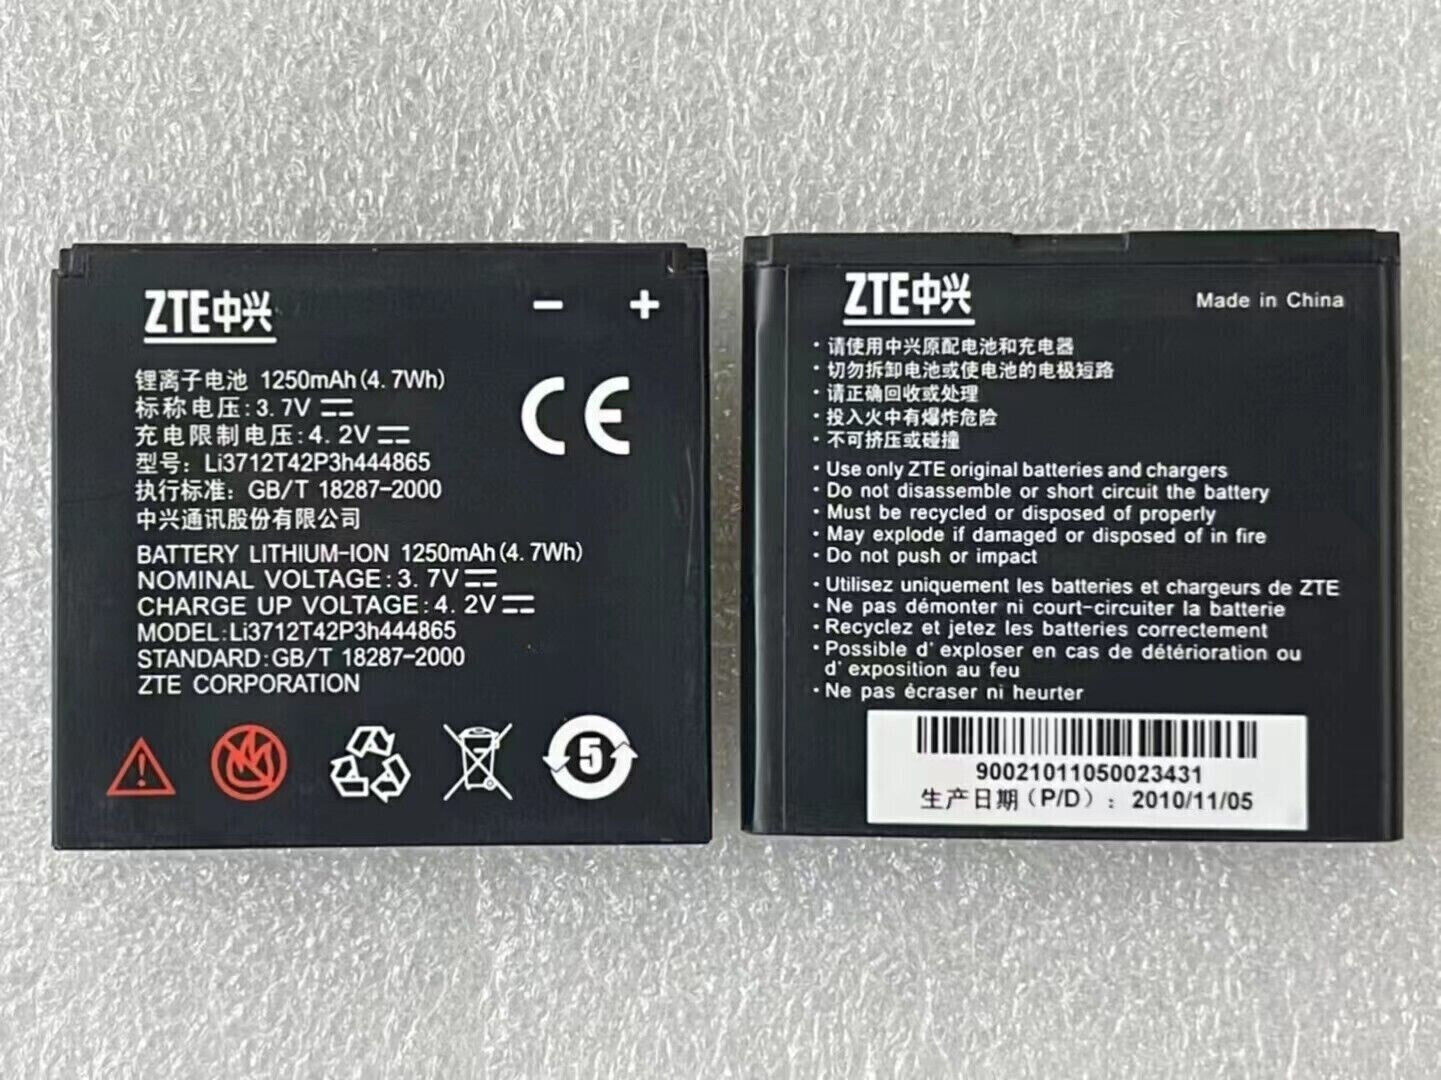 ZTE中兴
- +
锂离子电池 1250mAh(4.7Wh)
标称电压:3.7V
充电限制电压:4.2V
型号: Li3712T42P3h444865
执行标准: GB/T 18287-2000
中兴通讯股份有限公司
CE
BATTERY LITHIUM-ION 1250mAh(4.7Wh)
NOMINAL VOLTAGE:3.7V
CHARGE UP VOLTAGE:4.2V
MODEL:Li3712T42P3h444865
STANDARD:GB/T 18287-2000
ZTE CORPORATION
5
ZTE中兴
Made in China
·请使用中兴原配电池和充电器
·切勿拆卸电池或使电池的电极短路
·请正确回收或处理
·投入火中有爆炸危险
·不可挤压或碰撞
·Use only ZTE original batteries and chargers
·Do not disassemble or short circuit the battery
·Must be recycled or disposed of properly
·May explode if damaged or disposed of in fire
·Do not push or impact
·Utilisez uniquement les batteries et chargeurs de ZTE
·Ne pas démonter ni court-circuiter la batterie
·Recyclez et jetez les batteries correctement
·Possible d' exploser en cas de détérioration ou
d' exposition au feu
·Ne pas écraser ni heurter
90021011050023431
生产日期（P/D）: 2010/11/05